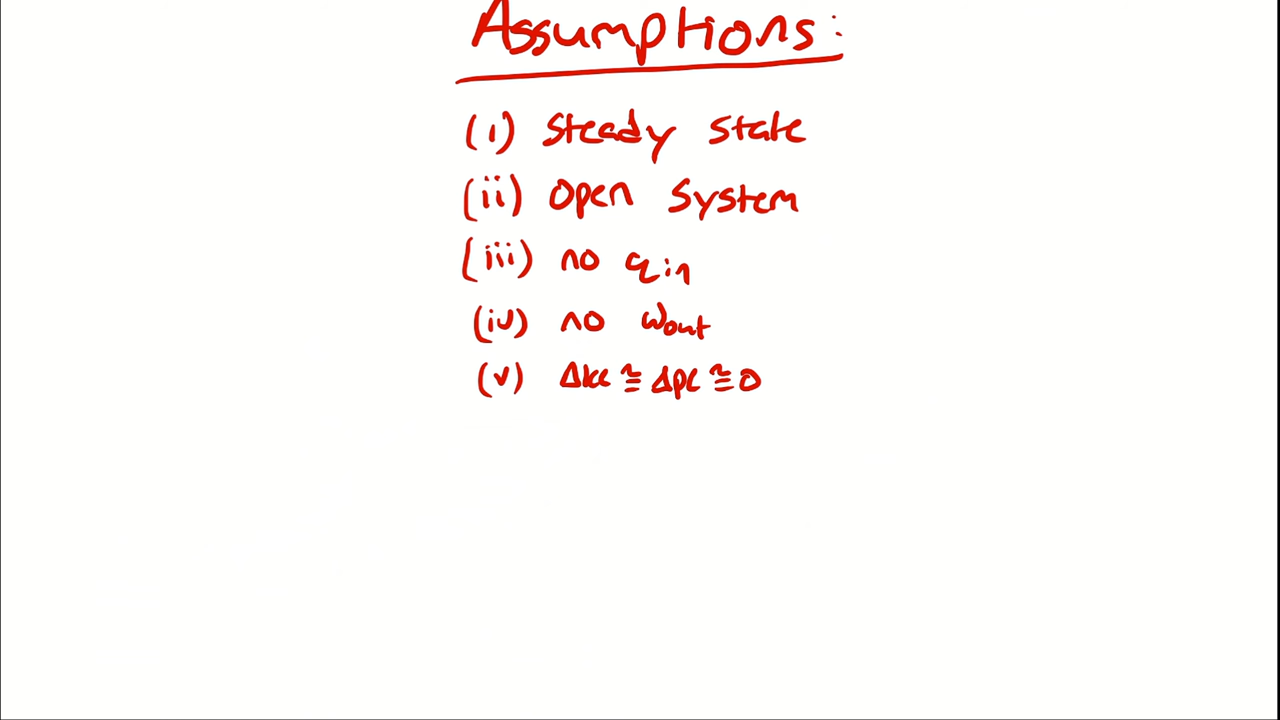 Assumptions:
(i) Steady State
(ii) Open System
(iii) no qin
(iv) no wout
(v) Δke ≅ Δpe ≅ 0